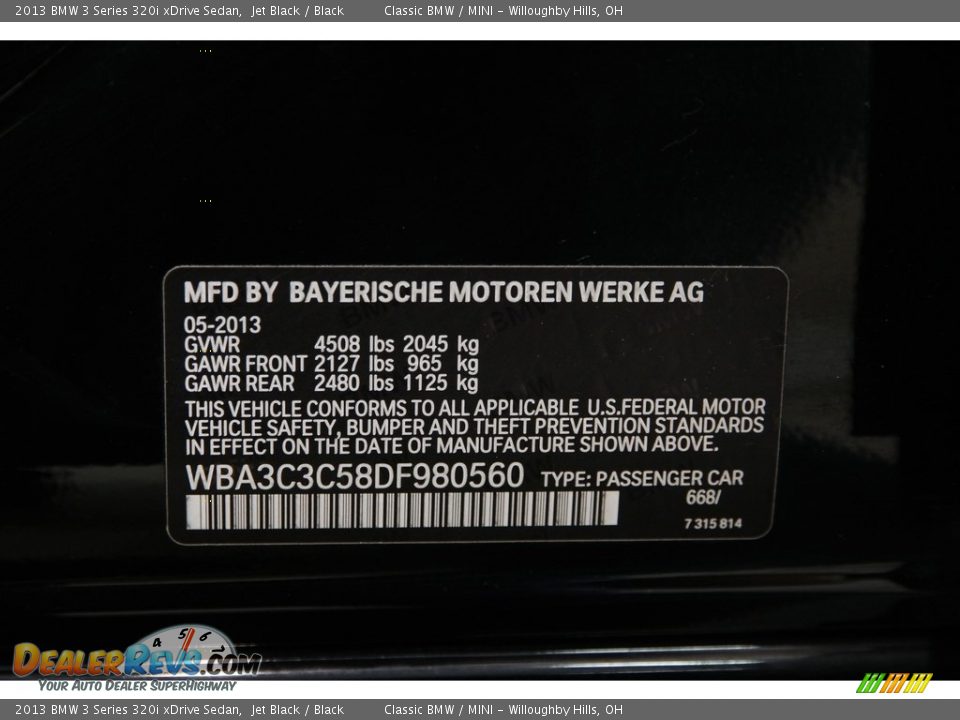 2013 BMW 3 Series 320i xDrive Sedan, Jet Black / Black Classic BMW / MINI - Willoughby Hills, OH
MFD BY BAYERISCHE MOTOREN WERKE AG
05-2013
GVWR 4508 lbs 2045 kg
GAWR FRONT 2127 lbs 965 kg
GAWR REAR 2480 lbs 1125 kg
THIS VEHICLE CONFORMS TO ALL APPLICABLE U.S.FEDERAL MOTOR
VEHICLE SAFETY, BUMPER AND THEFT PREVENTION STANDARDS
IN EFFECT ON THE DATE OF MANUFACTURE SHOWN ABOVE.
WBA3C3C58DF980560 TYPE: PASSENGER CAR
668/
7 315 814
4 5 6 7
DEALERREVS.COM
YOUR AUTO DEALER SUPERHIGHWAY
2013 BMW 3 Series 320i xDrive Sedan, Jet Black / Black Classic BMW / MINI - Willoughby Hills, OH